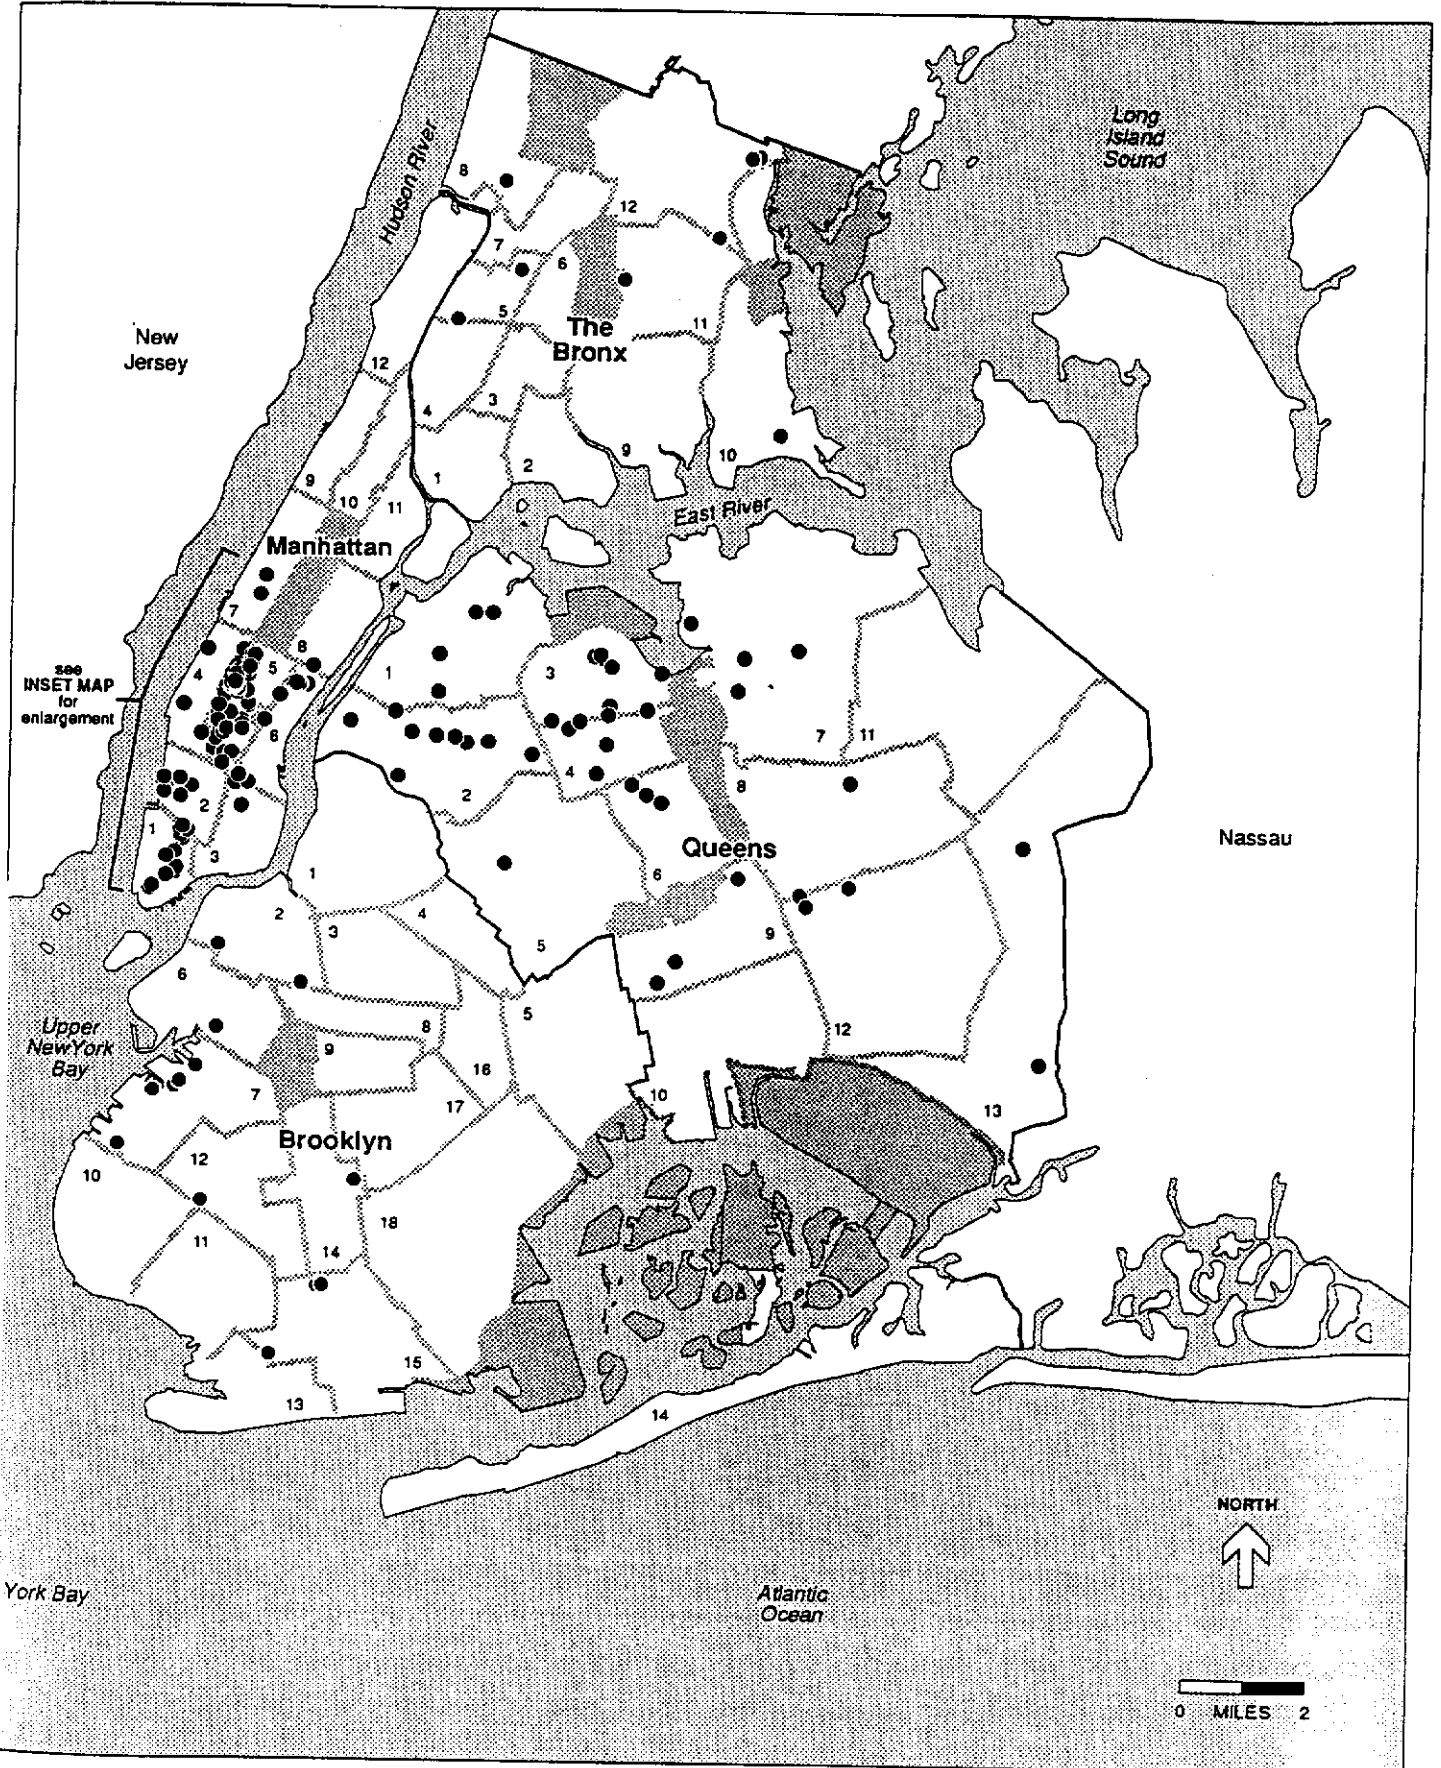 Long
Island
Sound
Hudson River
8
12
7
6
5
11
The
Bronx
New
Jersey
12
4
3
9
10
11
1
2
9
10
East River
Manhattan
7
8
see
INSET MAP
for
enlargement
4
5
6
1
3
7
11
2
4
8
2
1
3
Queens
6
Nassau
1
2
3
4
5
9
6
Upper
NewYork
Bay
8
9
5
12
16
7
17
10
13
Brooklyn
12
10
11
18
14
15
13
14
NORTH
York Bay
Atlantic
Ocean
0 MILES 2